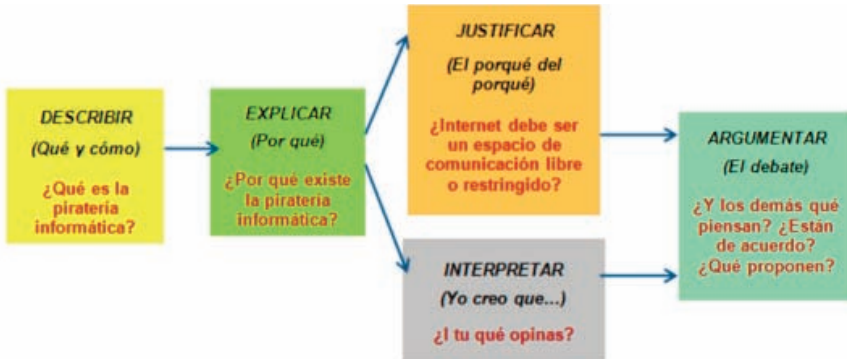 DESCRIBIR
(Qué y cómo)
¿Qué es la
piratería
informática?
EXPLICAR
(Por qué)
¿Por qué existe
la piratería
informática?
JUSTIFICAR
(El porqué del
porqué)
¿Internet debe ser
un espacio de
comunicación libre
o restringido?
INTERPRETAR
(Yo creo que...)
¿I tu qué opinas?
ARGUMENTAR
(El debate)
¿Y los demás qué
piensan? ¿Están
de acuerdo?
¿Qué proponen?